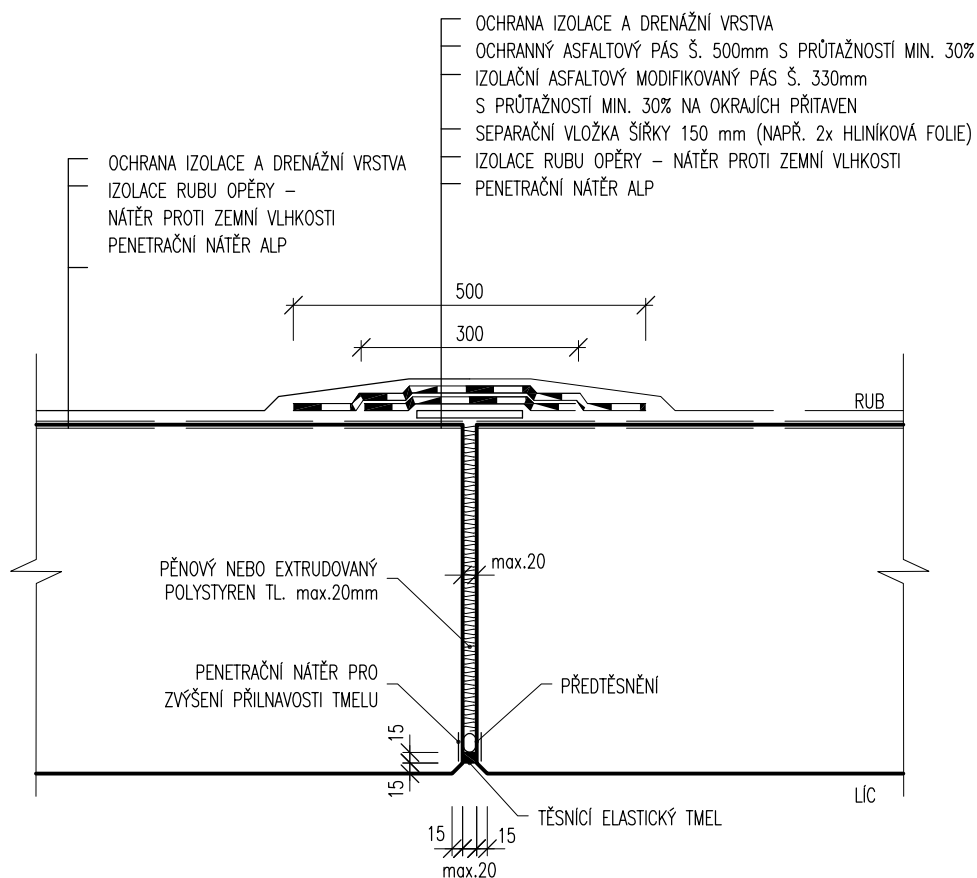 OCHRANA IZOLACE A DRENÁŽNÍ VRSTVA
OCHRANNÝ ASFALTOVÝ PÁS Š. 500mm S PRŮTAŽNOSTÍ MIN. 30%
IZOLAČNÍ ASFALTOVÝ MODIFIKOVANÝ PÁS Š. 330mm
S PRŮTAŽNOSTÍ MIN. 30% NA OKRAJÍCH PŘITAVEN
SEPARAČNÍ VLOŽKA ŠÍŘKY 150 mm (NAPŘ. 2x HLINÍKOVÁ FOLIE)
IZOLACE RUBU OPĚRY – NÁTĚR PROTI ZEMNÍ VLHKOSTI
PENETRAČNÍ NÁTĚR ALP
OCHRANA IZOLACE A DRENÁŽNÍ VRSTVA
IZOLACE RUBU OPĚRY –
NÁTĚR PROTI ZEMNÍ VLHKOSTI
PENETRAČNÍ NÁTĚR ALP
500
300
RUB
max.20
PĚNOVÝ NEBO EXTRUDOVANÝ
POLYSTYREN TL. max.20mm
PENETRAČNÍ NÁTĚR PRO
ZVÝŠENÍ PŘILNAVOSTI TMELU
PŘEDTĚSNĚNÍ
15
15
LÍC
TĚSNÍCÍ ELASTICKÝ TMEL
15
15
max.20